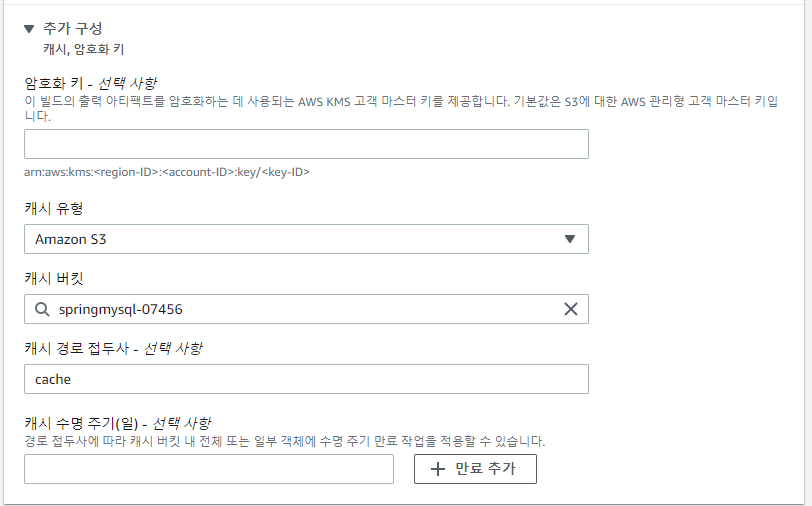 추가 구성
캐시, 암호화 키
암호화 키 - 선택 사항
이 빌드의 출력 아티팩트를 암호화하는 데 사용되는 AWS KMS 고객 마스터 키를 제공합니다. 기본값은 S3에 대한 AWS 관리형 고객 마스터 키입
니다.
arn:aws:kms:<region-ID>:<account-ID>:key/<key-ID>
캐시 유형
Amazon S3
캐시 버킷
springmysql-07456
캐시 경로 접두사 - 선택 사항
cache
캐시 수명 주기(일) - 선택 사항
경로 접두사에 따라 캐시 버킷 내 전체 또는 일부 객체에 수명 주기 만료 작업을 적용할 수 있습니다.
만료 추가